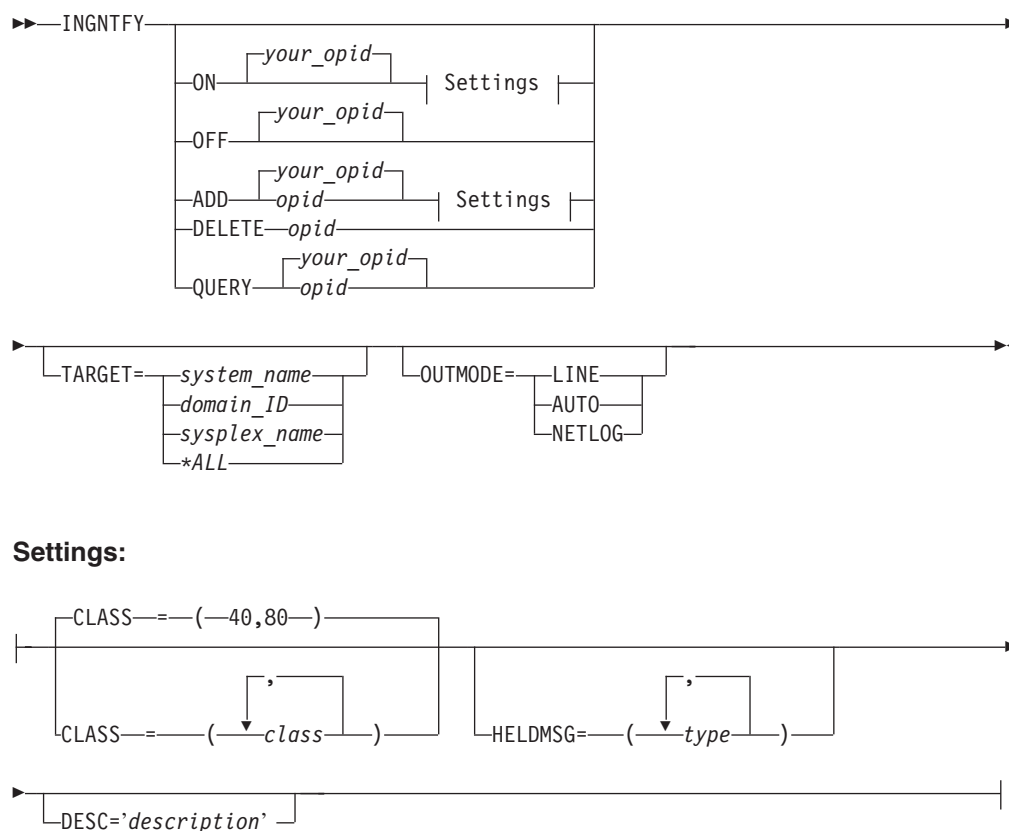 INGNTFY
your_opid
ON Settings
your_opid
OFF
your_opid
ADD opid Settings
DELETE opid
your_opid
QUERY opid
TARGET= system_name OUTMODE= LINE
domain_ID AUTO
sysplex_name NETLOG
*ALL
Settings:
CLASS = ( 40,80 )
, ,
CLASS = ( class ) HELDMSG= ( type )
DESC=’description’